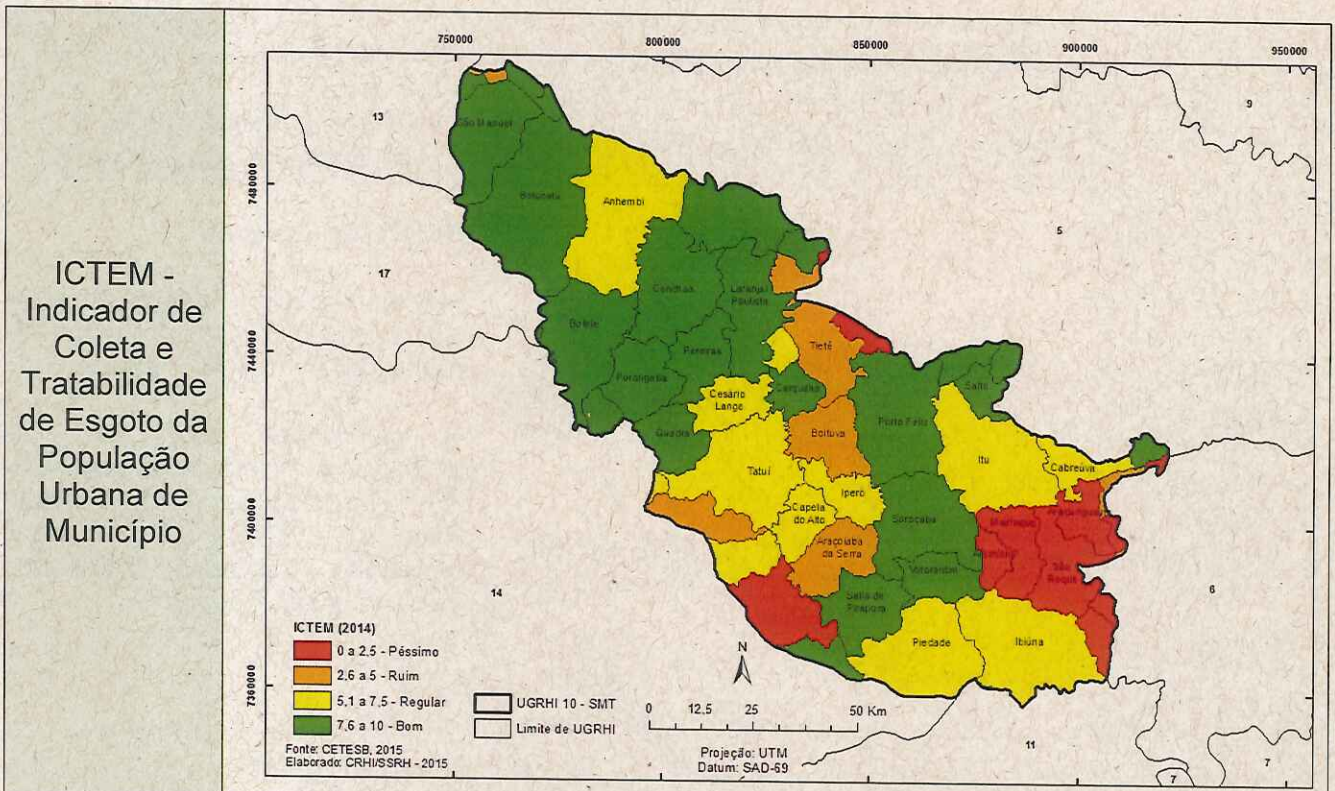 ICTEM -
Indicador de
Coleta e
Tratabilidade
de Esgoto da
População
Urbana de
Município
750000
800000
850000
900000
950000
7480000
7440000
7400000
7360000
13
9
5
17
14
6
11
7
7
São Manuel
Botucatu
Anhembi
Conchas
Laranjal
Paulista
Bofete
Pereiras
Porangaba
Tietê
Cesário
Lange
Cerquilho
Quadra
Boituva
Porto Feliz
Salto
Itu
Cabreúva
Tatuí
Iperó
Capela
do Alto
Sorocaba
Araçoiaba
da Serra
Mairinque
Araçariguama
Alumínio
São
Roque
Votorantim
Salto de
Pirapora
Piedade
Ibiúna
ICTEM (2014)
0 a 2,5 - Péssimo
2,6 a 5 - Ruim
5,1 a 7,5 - Regular
7,6 a 10 - Bom
UGRHI 10 - SMT
Limite de UGRHI
N
0 12,5 25 50 Km
Fonte: CETESB, 2015
Elaborado: CRHI/SSRH - 2015
Projeção: UTM
Datum: SAD-69